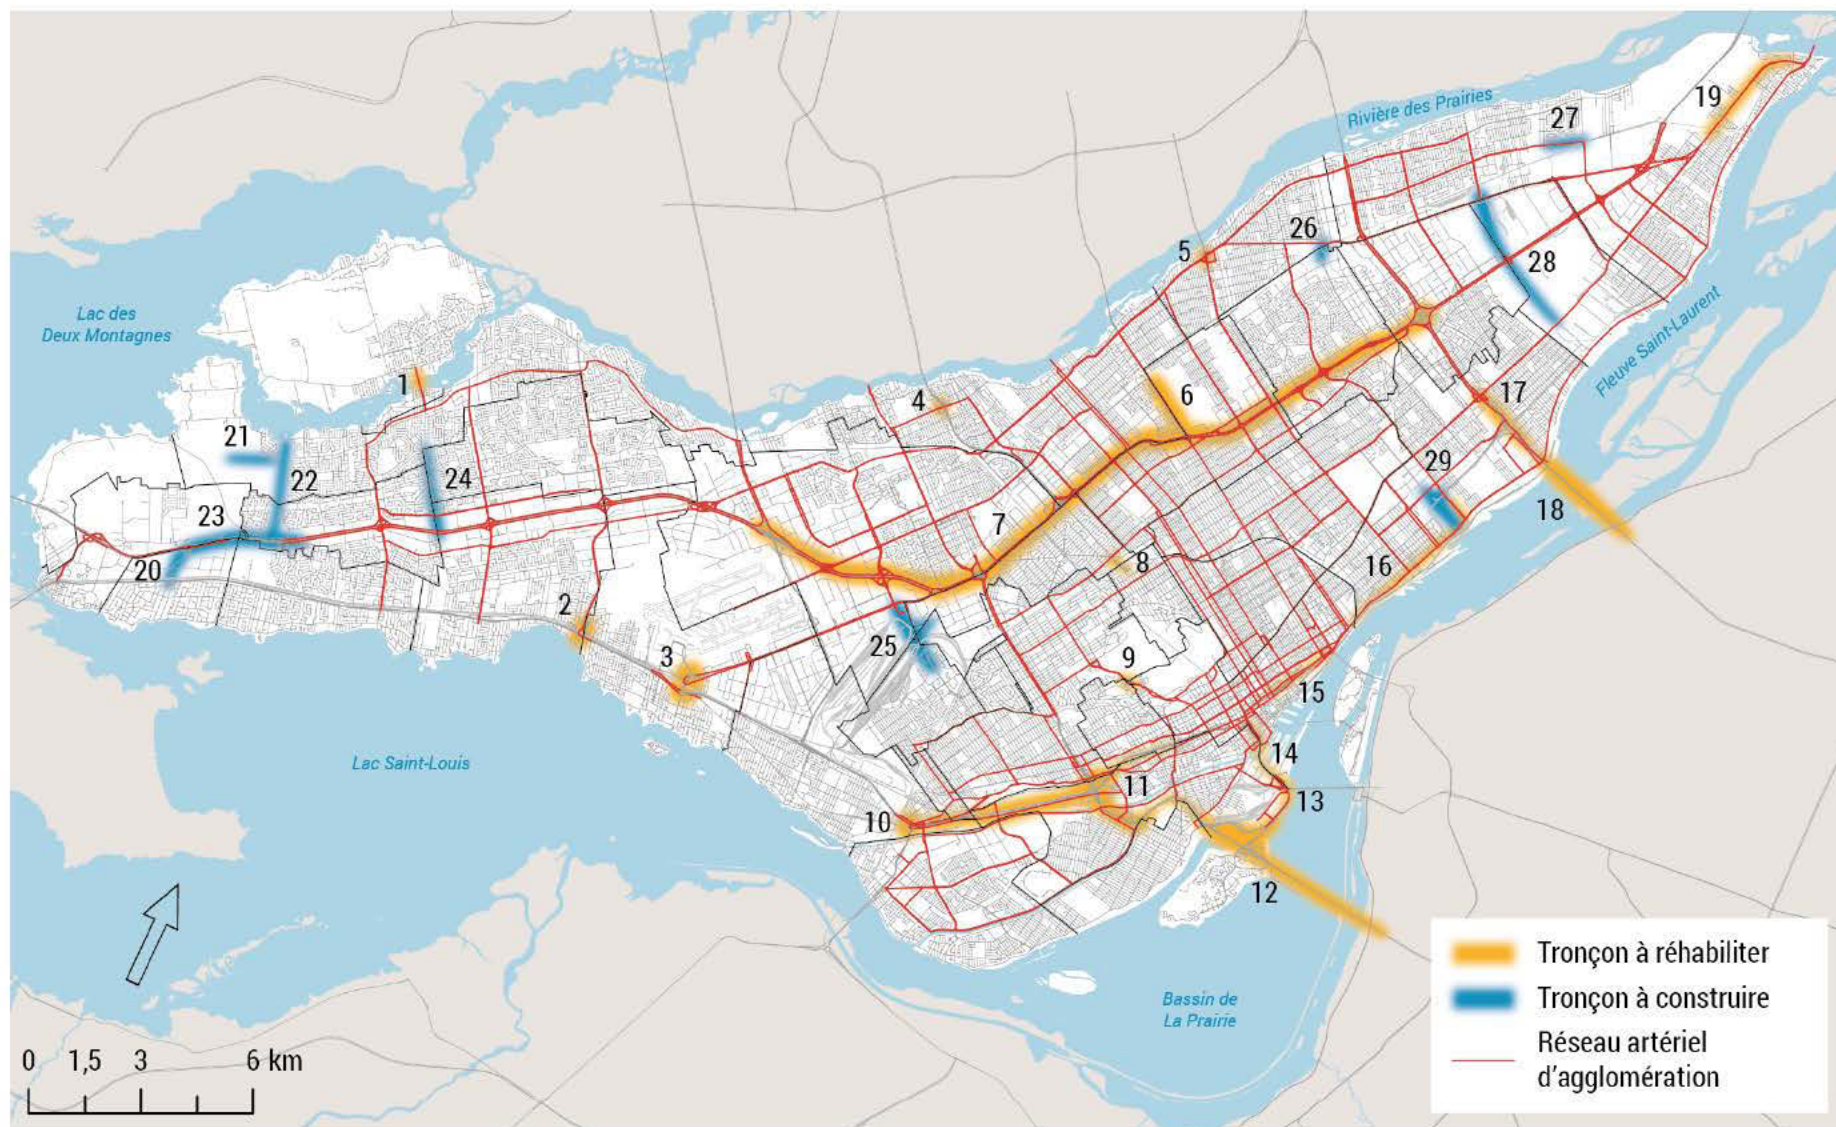 Rivière des Prairies
19
27
26
5
28
Lac des
Deux Montagnes
Fleuve Saint-Laurent
1
4
6
17
21
22
24
29
23
7
18
20
8
16
2
25
3
9
15
Lac Saint-Louis
14
11
13
10
12
Tronçon à réhabiliter
Tronçon à construire
Réseau artériel
d'agglomération
Bassin de
La Prairie
0 1,5 3 6 km